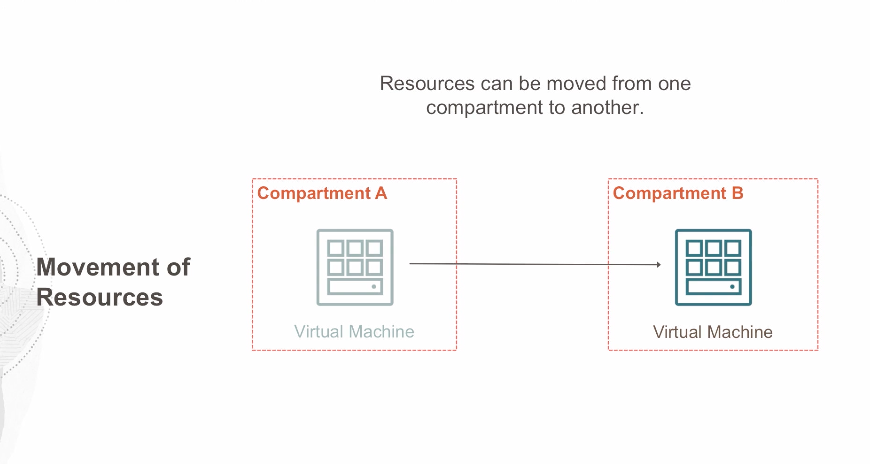 Resources can be moved from one
compartment to another.
Compartment A
Compartment B
Movement of
Resources
Virtual Machine
Virtual Machine